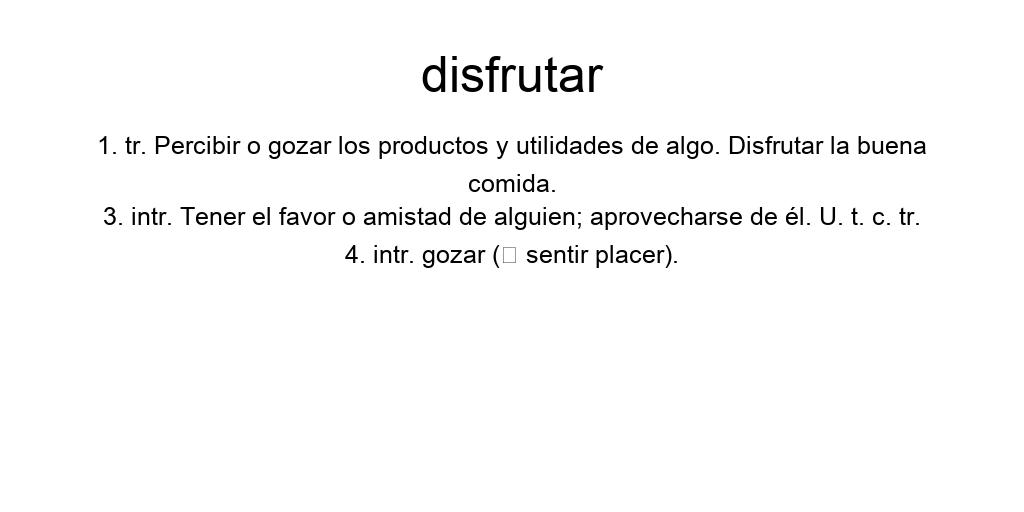 disfrutar
1. tr. Percibir o gozar los productos y utilidades de algo. Disfrutar la buena
comida.
3. intr. Tener el favor o amistad de alguien; aprovecharse de él. U. t. c. tr.
4. intr. gozar (□ sentir placer).